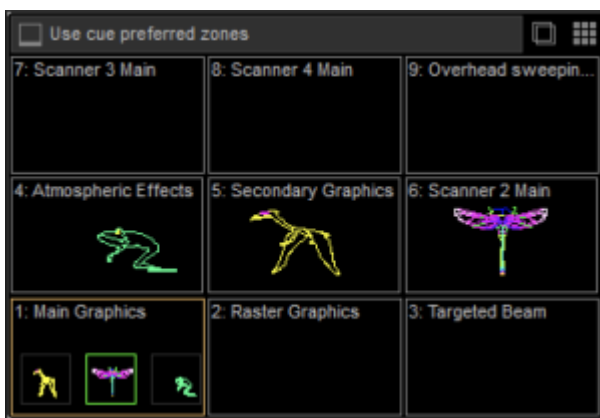 Use cue preferred zones
7: Scanner 3 Main
8: Scanner 4 Main
9: Overhead sweepin...
4: Atmospheric Effects
5: Secondary Graphics
6: Scanner 2 Main
1: Main Graphics
2: Raster Graphics
3: Targeted Beam